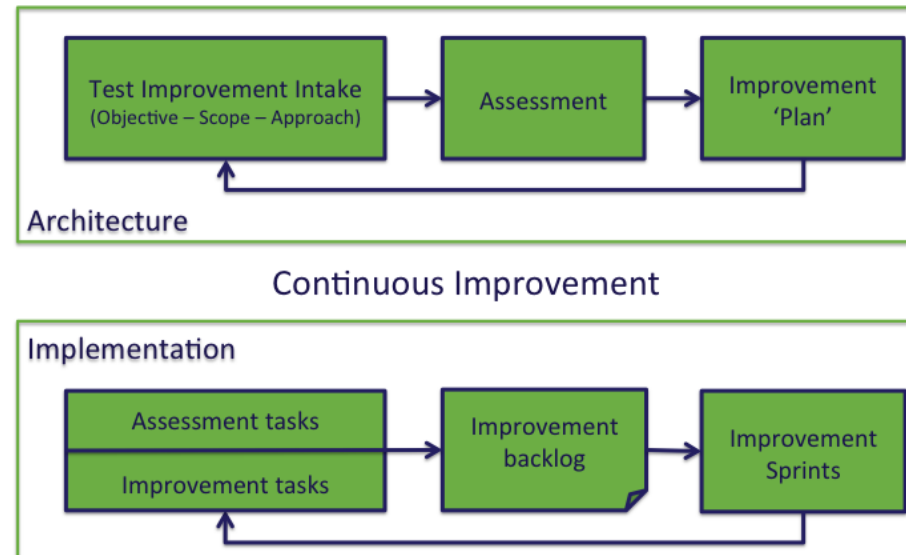 Test Improvement Intake
(Objective – Scope – Approach)
Assessment
Improvement
‘Plan’
Architecture
Continuous Improvement
Implementation
Assessment tasks
Improvement tasks
Improvement
backlog
Improvement
Sprints